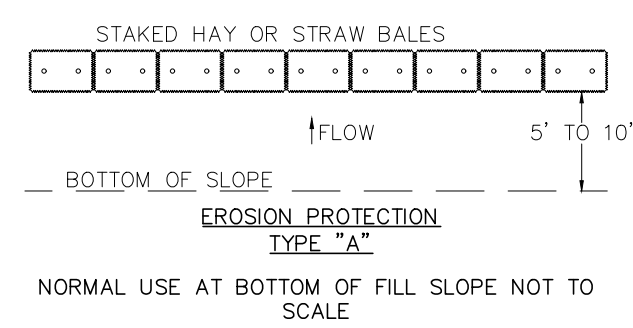 STAKED HAY OR STRAW BALES
FLOW
5' TO 10'
BOTTOM OF SLOPE
EROSION PROTECTION
TYPE "A"
NORMAL USE AT BOTTOM OF FILL SLOPE NOT TO
SCALE